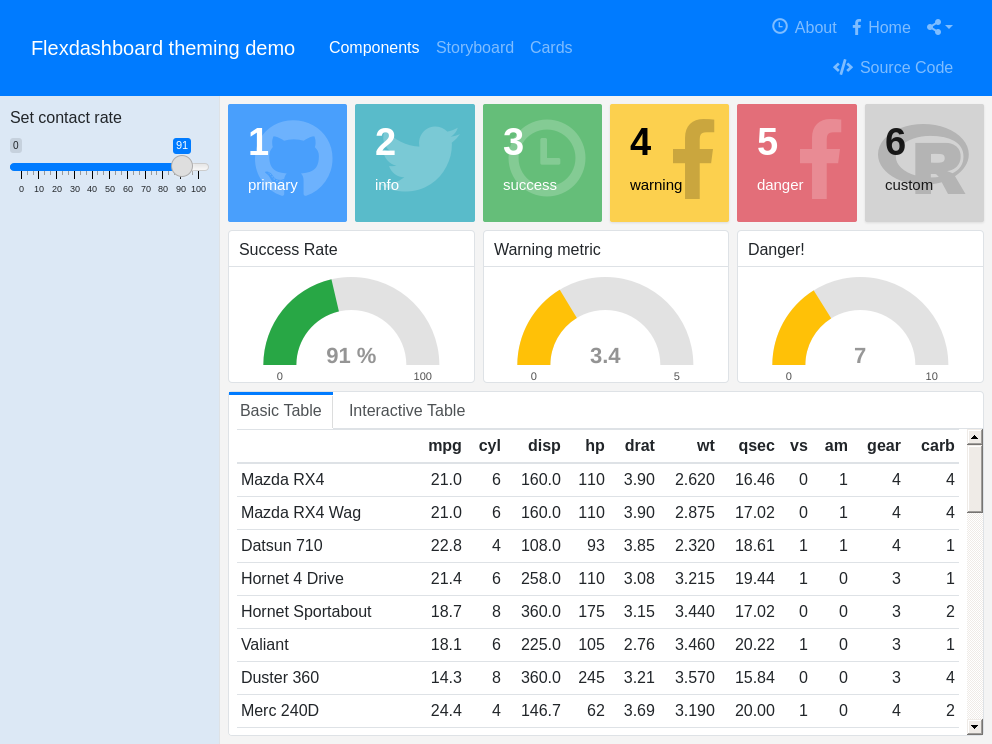 Flexdashboard theming demo
Components Storyboard Cards
About Home
Source Code
Set contact rate
0 91
0 10 20 30 40 50 60 70 80 90 100
1 primary
2 info
3 success
4 warning
5 danger
6 custom
Success Rate
91 %
0 100
Warning metric
3.4
0 5
Danger!
7
0 10
Basic Table Interactive Table
mpg cyl disp hp drat wt qsec vs am gear carb
Mazda RX4 21.0 6 160.0 110 3.90 2.620 16.46 0 1 4 4
Mazda RX4 Wag 21.0 6 160.0 110 3.90 2.875 17.02 0 1 4 4
Datsun 710 22.8 4 108.0 93 3.85 2.320 18.61 1 1 4 1
Hornet 4 Drive 21.4 6 258.0 110 3.08 3.215 19.44 1 0 3 1
Hornet Sportabout 18.7 8 360.0 175 3.15 3.440 17.02 0 0 3 2
Valiant 18.1 6 225.0 105 2.76 3.460 20.22 1 0 3 1
Duster 360 14.3 8 360.0 245 3.21 3.570 15.84 0 0 3 4
Merc 240D 24.4 4 146.7 62 3.69 3.190 20.00 1 0 4 2